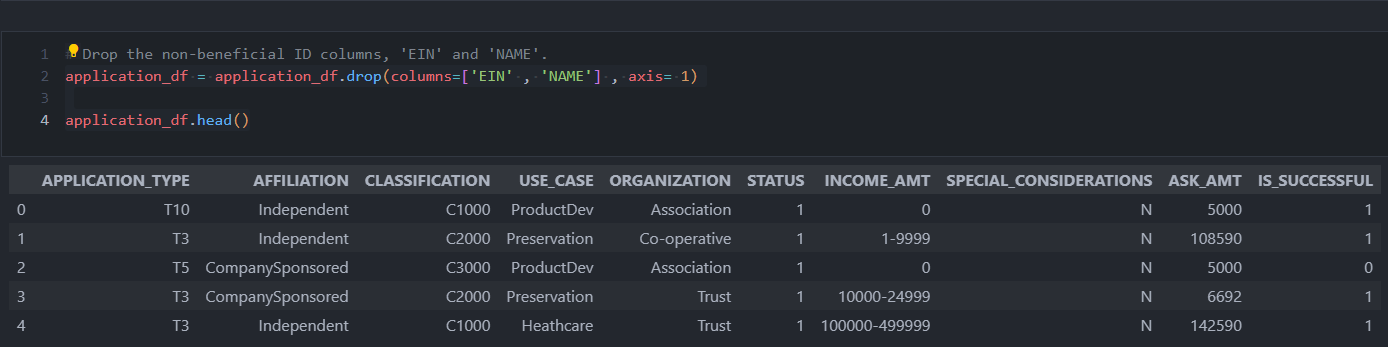 1 # Drop the non-beneficial ID columns, 'EIN' and 'NAME'.
2 application_df = application_df.drop(columns=['EIN' , 'NAME'] , axis= 1)
3
4 application_df.head()
APPLICATION_TYPE AFFILIATION CLASSIFICATION USE_CASE ORGANIZATION STATUS INCOME_AMT SPECIAL_CONSIDERATIONS ASK_AMT IS_SUCCESSFUL
0 T10 Independent C1000 ProductDev Association 1 0 N 5000 1
1 T3 Independent C2000 Preservation Co-operative 1 1-9999 N 108590 1
2 T5 CompanySponsored C3000 ProductDev Association 1 0 N 5000 0
3 T3 CompanySponsored C2000 Preservation Trust 1 10000-24999 N 6692 1
4 T3 Independent C1000 Heathcare Trust 1 100000-499999 N 142590 1